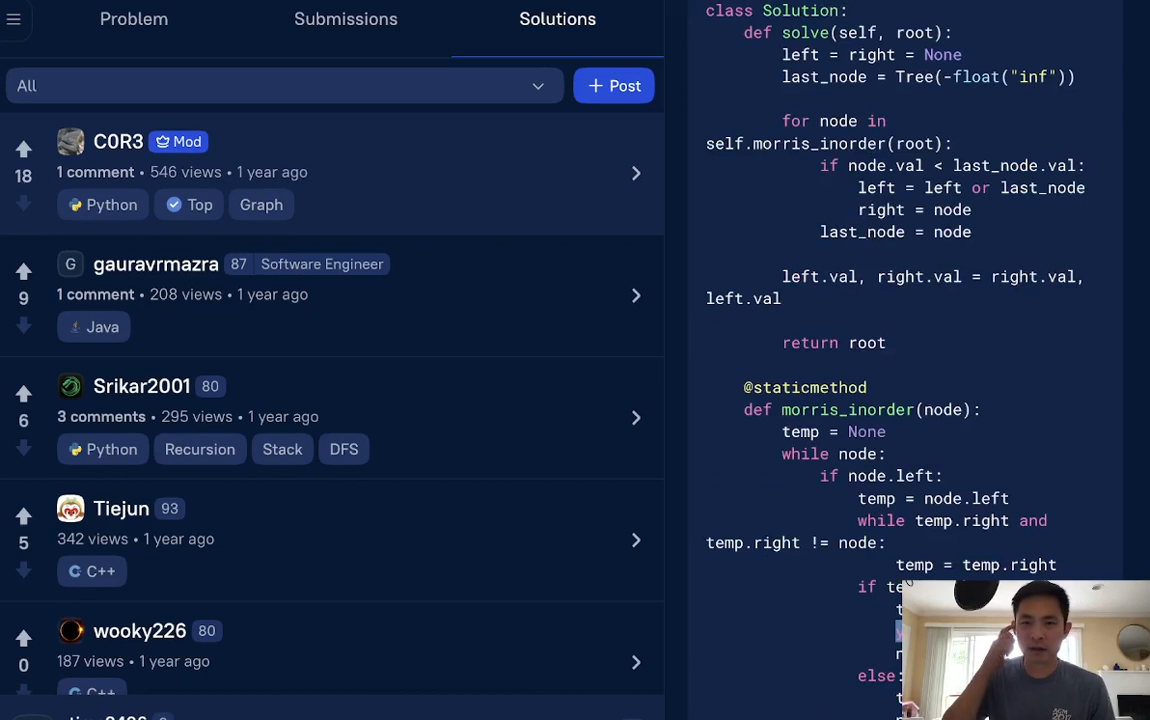 Problem
Submissions
Solutions
All
+ Post
18
C0R3 Mod
1 comment • 546 views • 1 year ago
Python Top Graph
9
G gauravrmazra 87 Software Engineer
1 comment • 208 views • 1 year ago
Java
6
Srikar2001 80
3 comments • 295 views • 1 year ago
Python Recursion Stack DFS
5
Tiejun 93
342 views • 1 year ago
C++
0
wooky226 80
187 views • 1 year ago
C++
class Solution:
def solve(self, root):
left = right = None
last_node = Tree(-float("inf"))
for node in
self.morris_inorder(root):
if node.val < last_node.val:
left = left or last_node
right = node
last_node = node
left.val, right.val = right.val,
left.val
return root
@staticmethod
def morris_inorder(node):
temp = None
while node:
if node.left:
temp = node.left
while temp.right and
temp.right != node:
temp = temp.right
if
else: